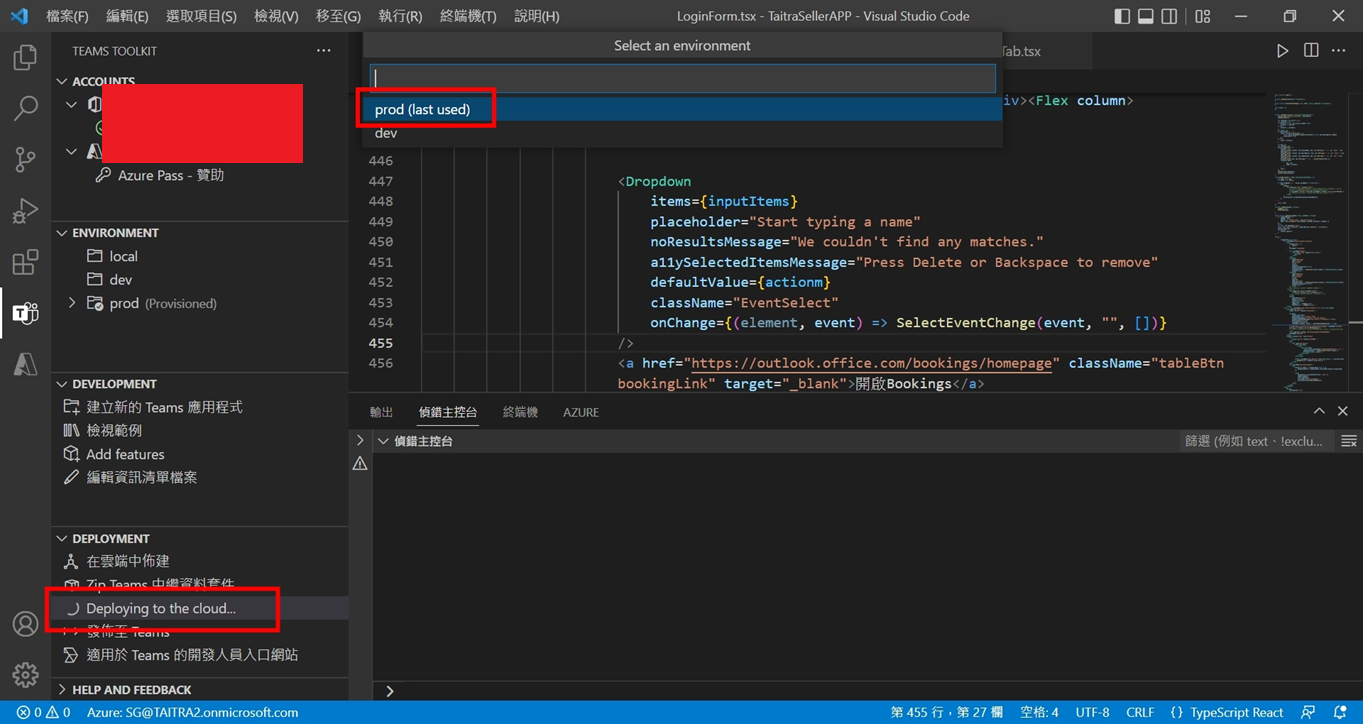 檔案(F) 編輯(E) 選取項目(S) 檢視(V) 移至(G) 執行(R) 終端機(T) 說明(H) LoginForm.tsx - TaitraSellerAPP - Visual Studio Code
TEAMS TOOLKIT
ACCOUNTS
Azure Pass - 贊助
ENVIRONMENT
local
dev
prod (Provisioned)
DEVELOPMENT
建立新的 Teams 應用程式
檢視範例
Add features
編輯資訊清單檔案
DEPLOYMENT
在雲端中佈建
Zip Teams 中繼資料套件
Deploying to the cloud...
發佈至 Teams
適用於 Teams 的開發人員入口網站
HELP AND FEEDBACK
Select an environment
prod (last used)
dev
Tab.tsx
iv><Flex column>
446
447 <Dropdown
448 items={inputItems}
449 placeholder="Start typing a name"
450 noResultsMessage="We couldn't find any matches."
451 a11ySelectedItemsMessage="Press Delete or Backspace to remove"
452 defaultValue={actionm}
453 className="EventSelect"
454 onChange={(element, event) => SelectEventChange(event, "", [])}
455 />
456 <a href="https://outlook.office.com/bookings/homepage" className="tableBtn
bookingLink" target="_blank">開啟Bookings</a>
輸出 偵錯主控台 終端機 AZURE
偵錯主控台 篩選 (例如 text、!exclu...
0 0 Azure: SG@TAITRA2.onmicrosoft.com 第 455 行，第 27 欄 空格: 4 UTF-8 CRLF {} TypeScript React